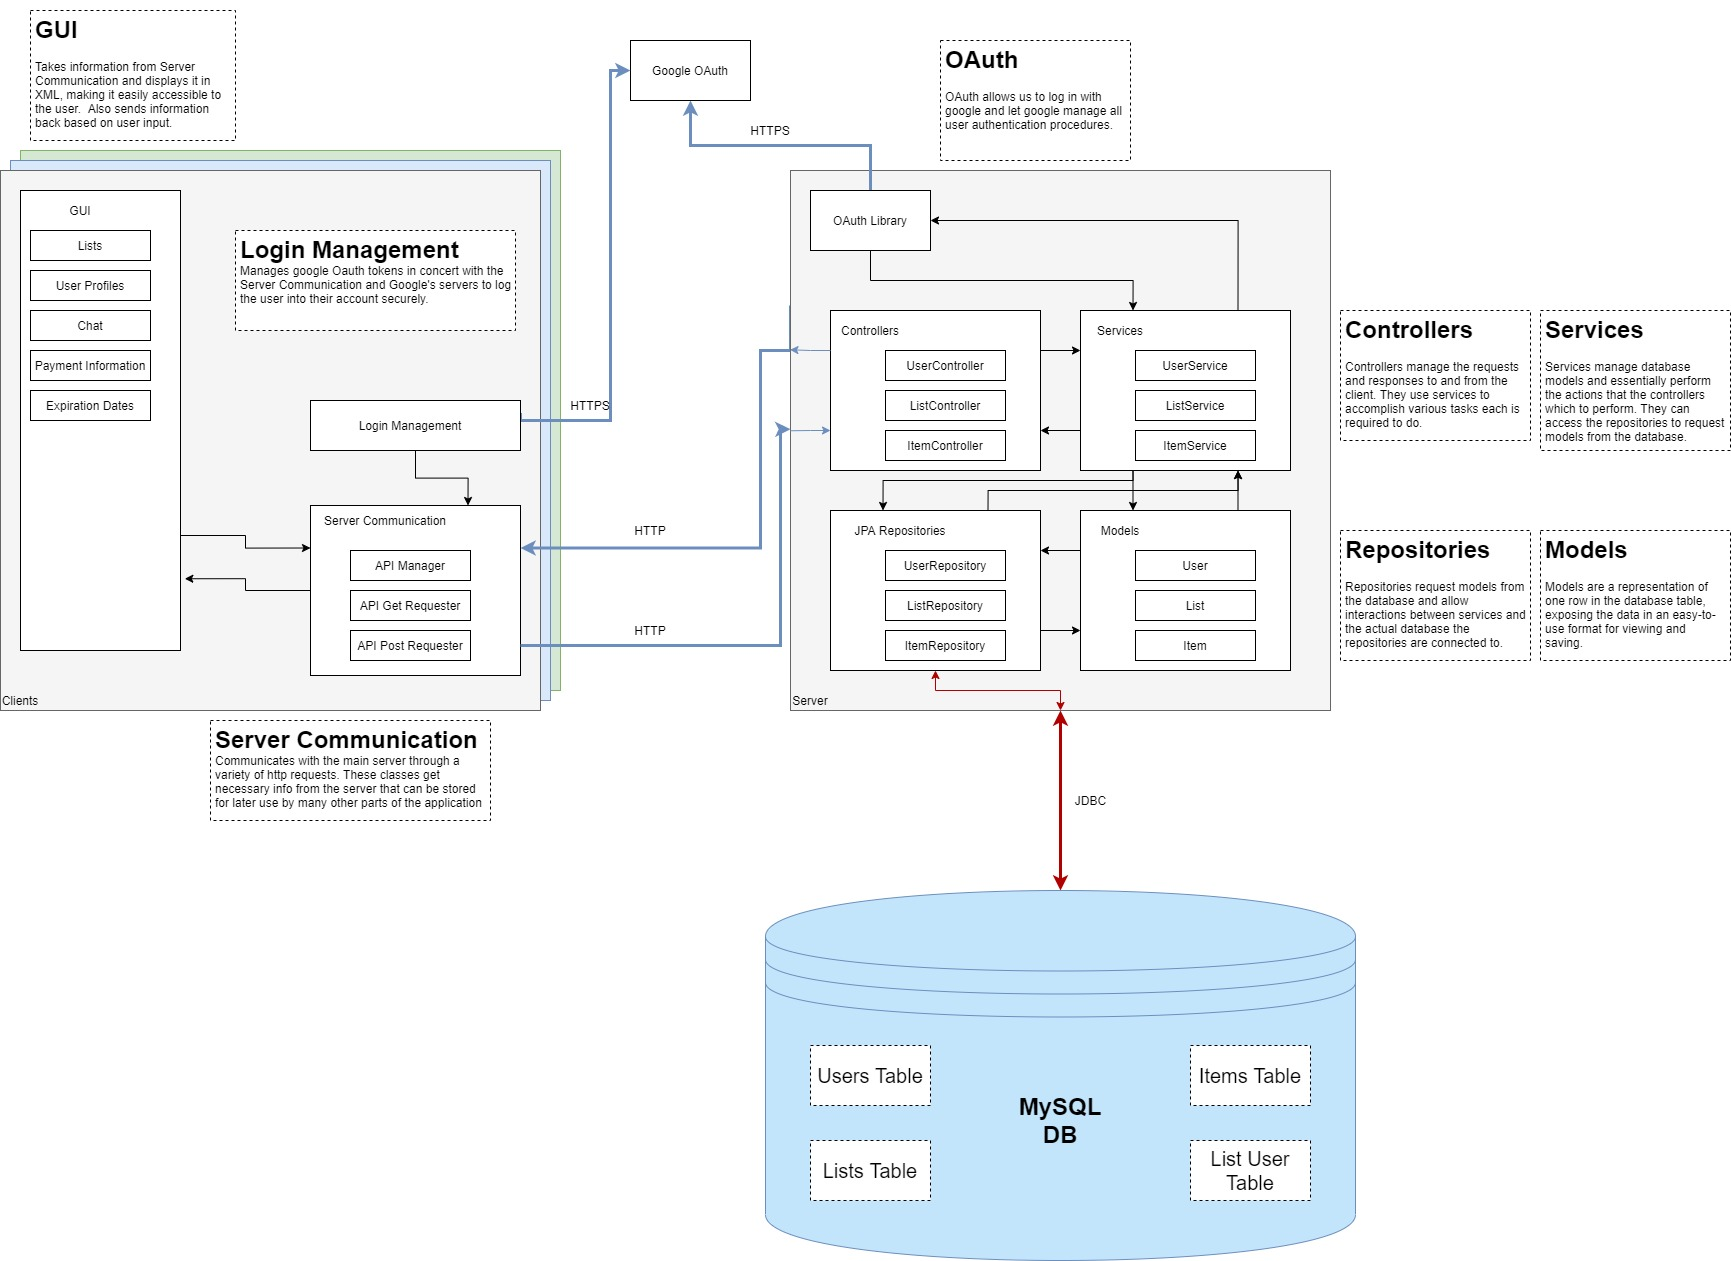 GUI
Takes information from Server
Communication and displays it in
XML, making it easily accessible to
the user.  Also sends information
back based on user input.
Google OAuth
HTTPS
OAuth
OAuth allows us to log in with
google and let google manage all
user authentication procedures.
GUI
Lists
User Profiles
Chat
Payment Information
Expiration Dates
Login Management
Manages google Oauth tokens in concert with the
Server Communication and Google's servers to log
the user into their account securely.
Login Management
HTTPS
Server Communication
API Manager
API Get Requester
API Post Requester
Clients
HTTP
HTTP
Server Communication
Communicates with the main server through a
variety of http requests. These classes get
necessary info from the server that can be stored
for later use by many other parts of the application
OAuth Library
Controllers
UserController
ListController
ItemController
Services
UserService
ListService
ItemService
JPA Repositories
UserRepository
ListRepository
ItemRepository
Models
User
List
Item
Server
Controllers
Controllers manage the requests
and responses to and from the
client. They use services to
accomplish various tasks each is
required to do.
Services
Services manage database
models and essentially perform
the actions that the controllers
which to perform. They can
access the repositories to request
models from the database.
Repositories
Repositories request models from
the database and allow
interactions between services and
the actual database the
repositories are connected to.
Models
Models are a representation of
one row in the database table,
exposing the data in an easy-to-
use format for viewing and
saving.
JDBC
Users Table
Items Table
MySQL
DB
Lists Table
List User
Table